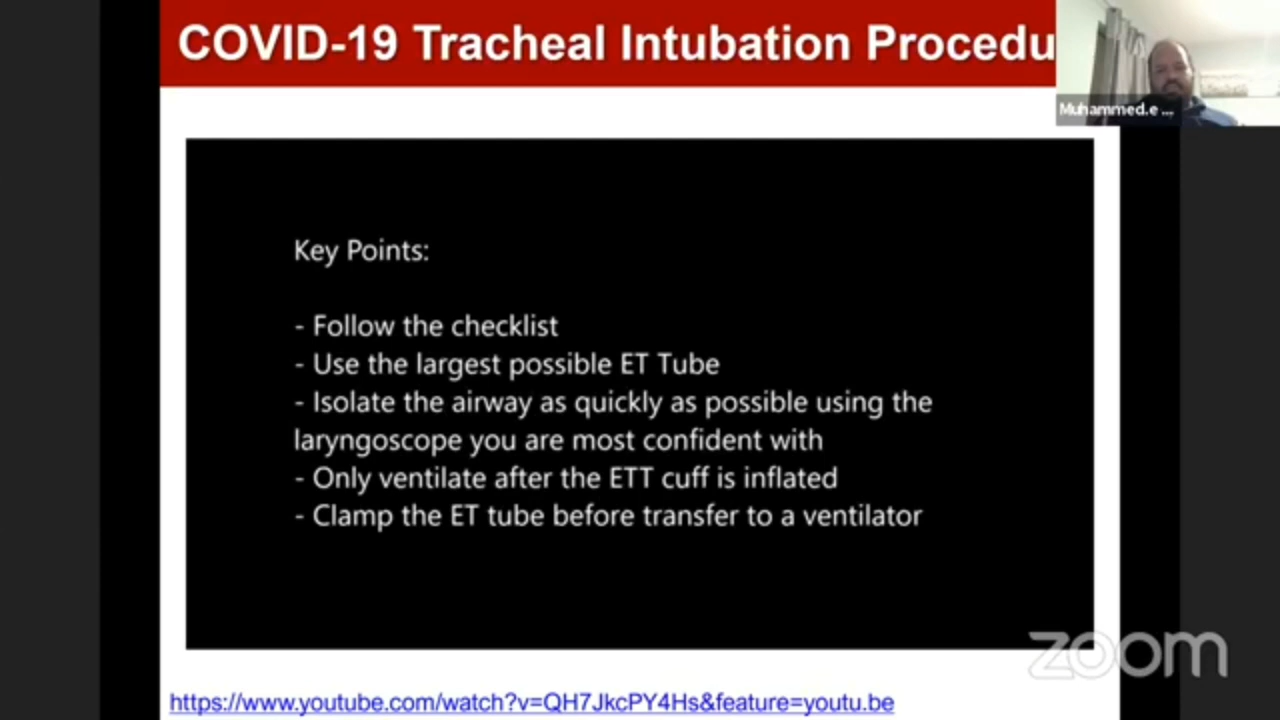 COVID-19 Tracheal Intubation Procedu
Muhammed.e ...
Key Points:
- Follow the checklist
- Use the largest possible ET Tube
- Isolate the airway as quickly as possible using the
laryngoscope you are most confident with
- Only ventilate after the ETT cuff is inflated
- Clamp the ET tube before transfer to a ventilator
zoom
https://www.youtube.com/watch?v=QH7JkcPY4Hs&feature=youtu.be